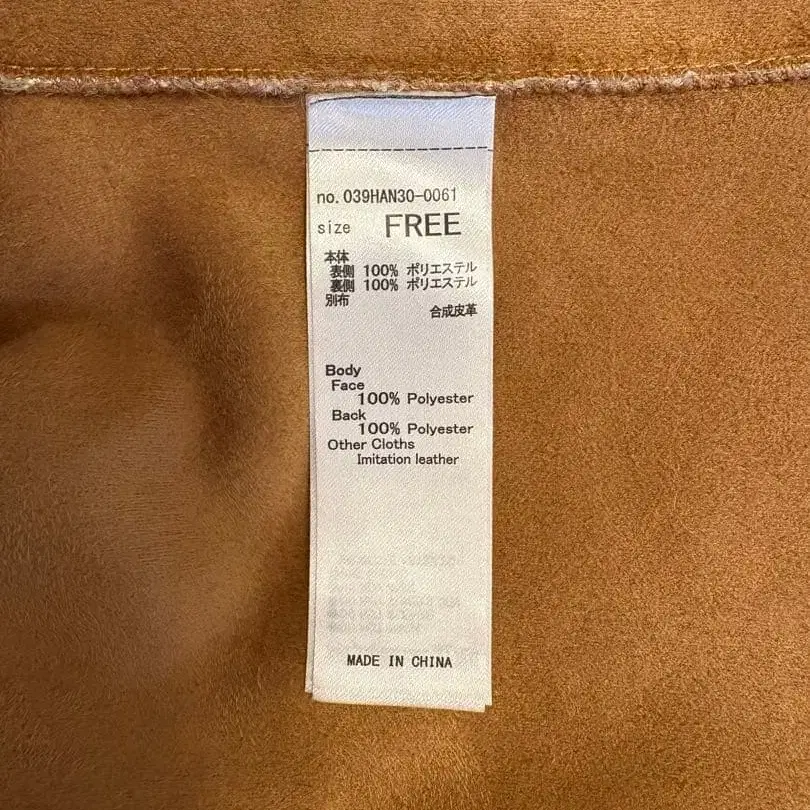 no. 039HAN30-0061
size FREE
本体
表側 100% ポリエステル
裏側 100% ポリエステル
別布
合成皮革
Body
Face
100% Polyester
Back
100% Polyester
Other Cloths
Imitation leather
MADE IN CHINA